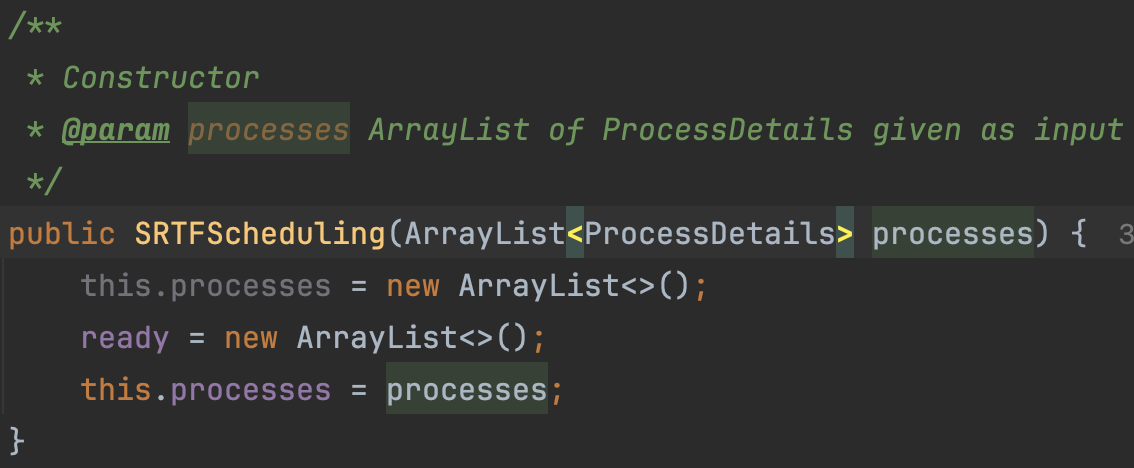 /**
 * Constructor
 * @param processes ArrayList of ProcessDetails given as input
 */
public SRTFScheduling(ArrayList<ProcessDetails> processes) { 3
    this.processes = new ArrayList<>();
    ready = new ArrayList<>();
    this.processes = processes;
}